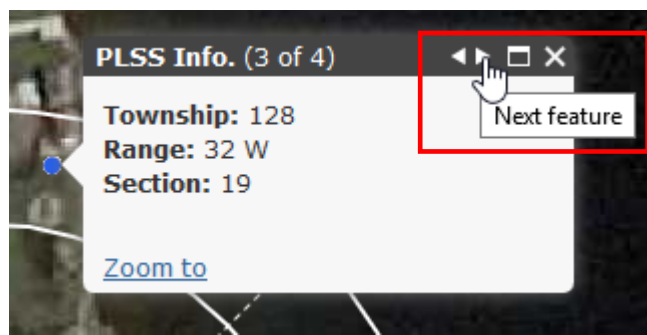 PLSS Info. (3 of 4)
Next feature
Township: 128
Range: 32 W
Section: 19
Zoom to